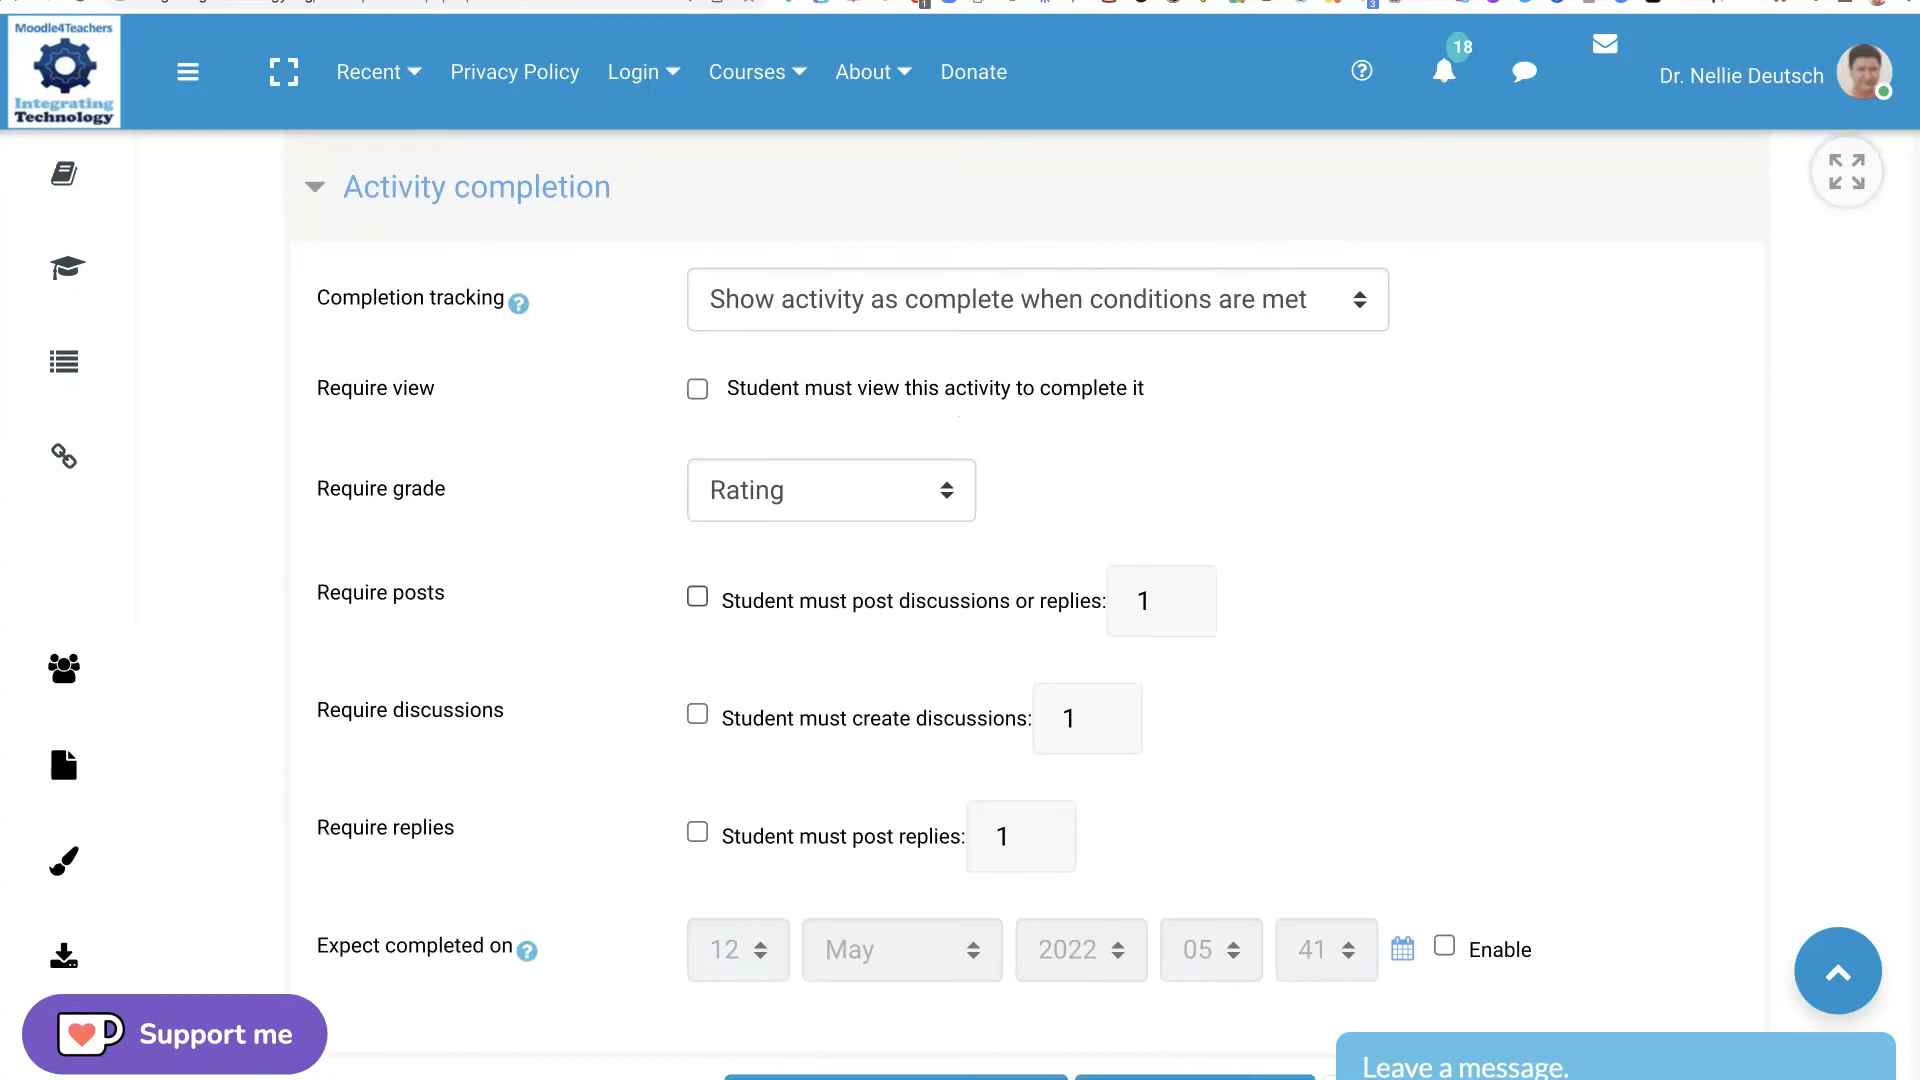 Moodle4Teachers
Integrating
Technology
Recent
Privacy Policy
Login
Courses
About
Donate
18
Dr. Nellie Deutsch
Activity completion
Completion tracking
Show activity as complete when conditions are met
Require view
Student must view this activity to complete it
Require grade
Rating
Require posts
Student must post discussions or replies: 1
Require discussions
Student must create discussions: 1
Require replies
Student must post replies: 1
Expect completed on
12 May 2022 05 41 Enable
Support me
Leave a message.